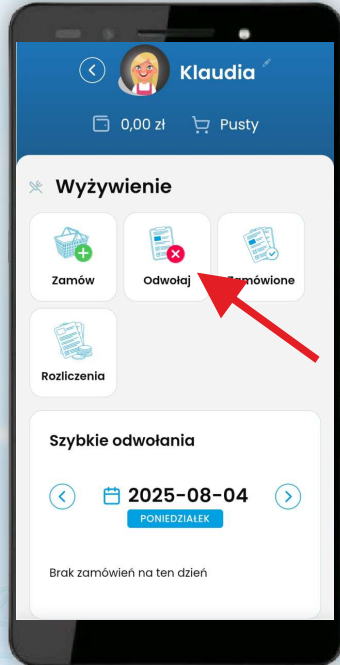 Klaudia
0,00 zł Pusty
Wyżywienie
Zamów Odwołaj Zamówione
Rozliczenia
Szybkie odwołania
2025-08-04
PONIEDZIAŁEK
Brak zamówień na ten dzień